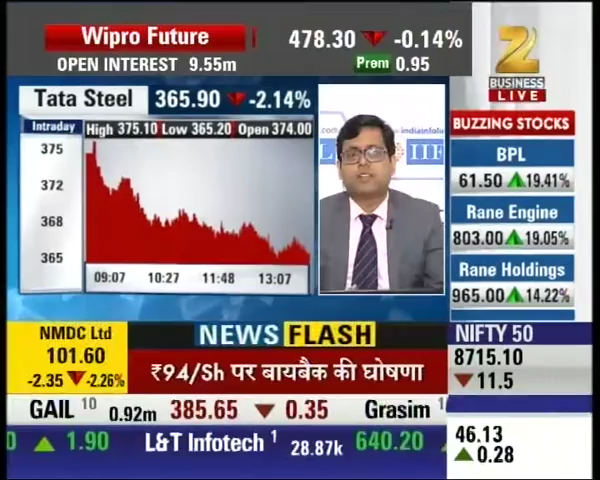 Wipro Future
478.30 -0.14%
OPEN INTEREST 9.55m
Prem 0.95
Z
BUSINESS
LIVE
Tata Steel 365.90 -2.14%
Intraday High 375.10 Low 365.20 Open 374.00
375
372
368
365
09:07 10:27 11:48 13:07
.com
www.indiainfol
IIF
BUZZING STOCKS
BPL
61.50 19.41%
Rane Engine
803.00 19.05%
Rane Holdings
965.00 14.22%
NMDC Ltd
101.60
-2.35 -2.26%
NEWS FLASH
₹94/Sh पर बायबैक की घोषणा
NIFTY 50
8715.10
11.5
GAIL 10 0.92m 385.65 0.35 Grasim
0 1.90 L&T Infotech 1 28.87k 640.20
46.13
0.28